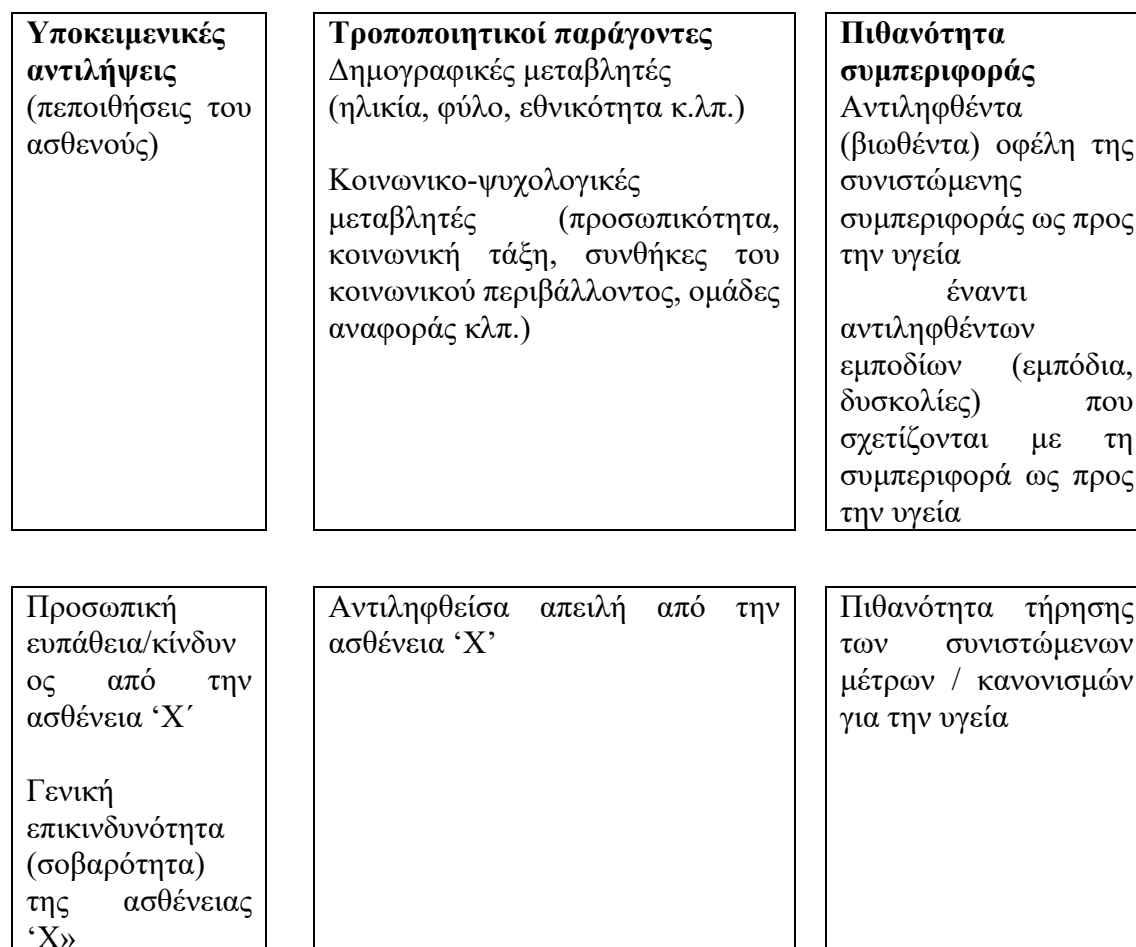 Υποκειμενικές
αντιλήψεις
(πεποιθήσεις του
ασθενούς)
Τροποποιητικοί παράγοντες
Δημογραφικές μεταβλητές
(ηλικία, φύλο, εθνικότητα κ.λπ.)
Κοινωνικο-ψυχολογικές
μεταβλητές (προσωπικότητα,
κοινωνική τάξη, συνθήκες του
κοινωνικού περιβάλλοντος, ομάδες
αναφοράς κλπ.)
Πιθανότητα
συμπεριφοράς
Αντιληφθέντα
(βιωθέντα) οφέλη της
συνιστώμενης
συμπεριφοράς ως προς
την υγεία
έναντι
αντιληφθέντων
εμποδίων (εμπόδια,
δυσκολίες) που
σχετίζονται με τη
συμπεριφορά ως προς
την υγεία
Προσωπική
ευπάθεια/κίνδυν
ος από την
ασθένεια ‘Χ΄
Γενική
επικινδυνότητα
(σοβαρότητα)
της ασθένειας
‘Χ»
Αντιληφθείσα απειλή από την
ασθένεια ‘Χ’
Πιθανότητα τήρησης
των συνιστώμενων
μέτρων / κανονισμών
για την υγεία